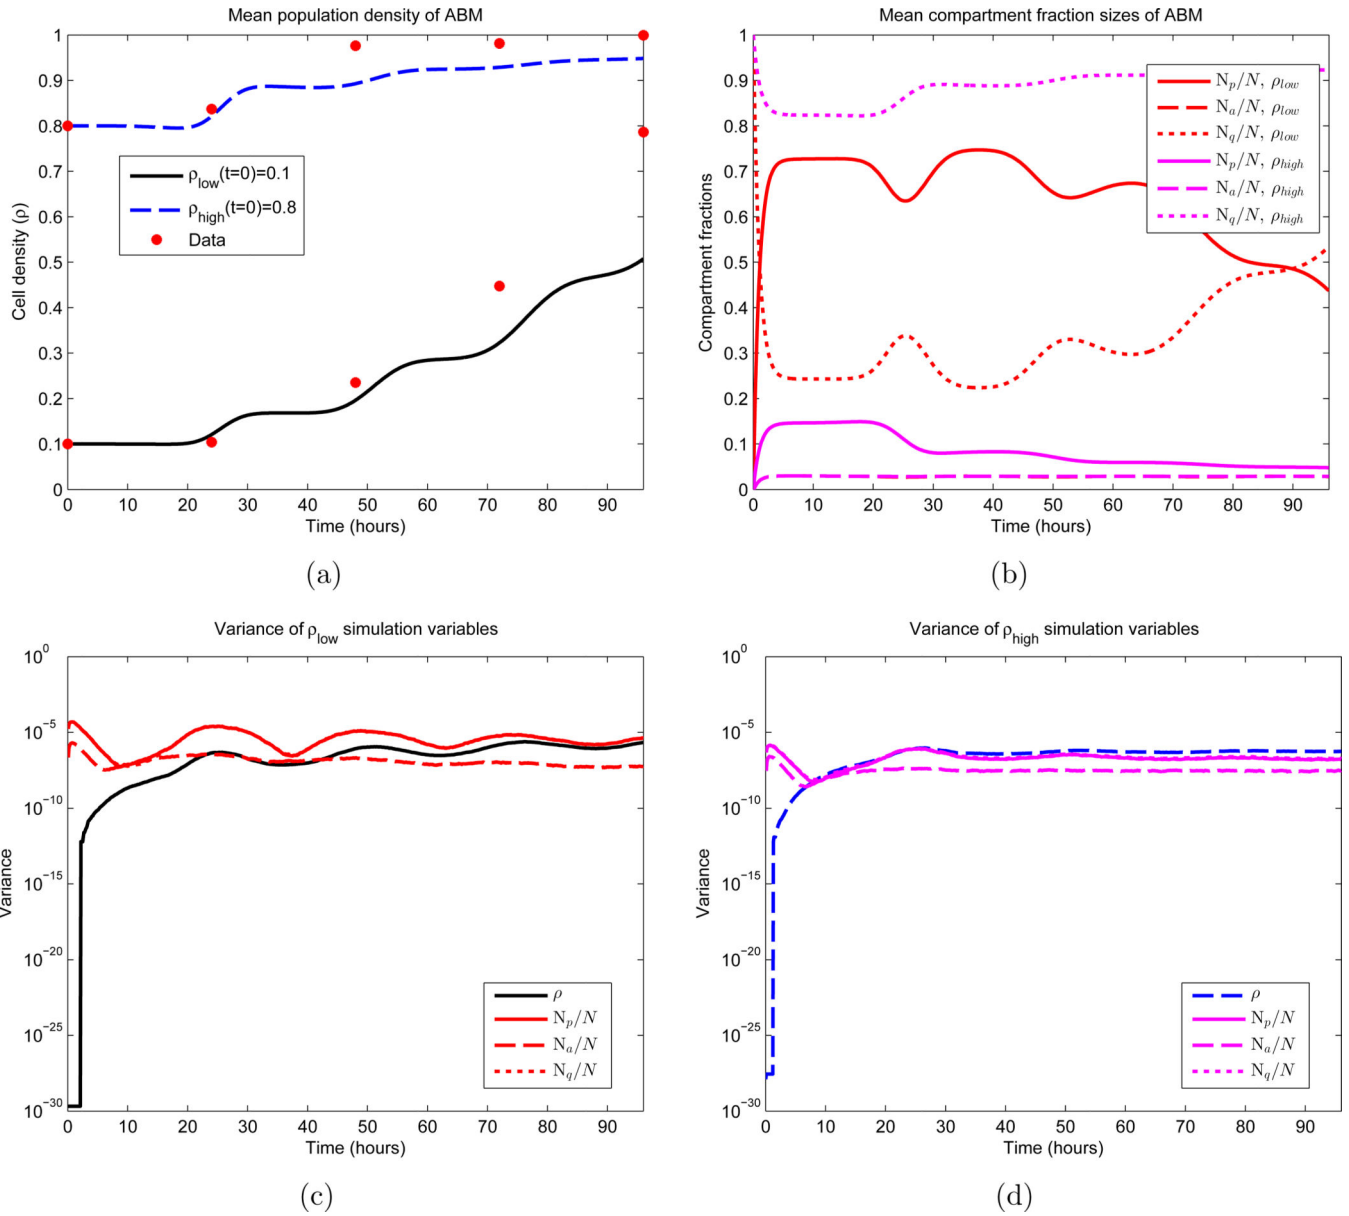 Mean population density of ABM
1
0.9
0.8
0.7
0.6
0.5
0.4
0.3
0.2
0.1
0
Cell density (ρ)
ρlow(t=0)=0.1
ρhigh(t=0)=0.8
Data
0 10 20 30 40 50 60 70 80 90
Time (hours)
(a)
Mean compartment fraction sizes of ABM
1
0.9
0.8
0.7
0.6
0.5
0.4
0.3
0.2
0.1
0
Compartment fractions
Np/N, ρlow
Na/N, ρlow
Nq/N, ρlow
Np/N, ρhigh
Na/N, ρhigh
Nq/N, ρhigh
0 10 20 30 40 50 60 70 80 90
Time (hours)
(b)
Variance of ρlow simulation variables
10⁰
10⁻⁵
10⁻¹⁰
10⁻¹⁵
10⁻²⁰
10⁻²⁵
10⁻³⁰
Variance
ρ
Np/N
Na/N
Nq/N
0 10 20 30 40 50 60 70 80 90
Time (hours)
(c)
Variance of ρhigh simulation variables
10⁰
10⁻⁵
10⁻¹⁰
10⁻¹⁵
10⁻²⁰
10⁻²⁵
10⁻³⁰
Variance
ρ
Np/N
Na/N
Nq/N
0 10 20 30 40 50 60 70 80 90
Time (hours)
(d)